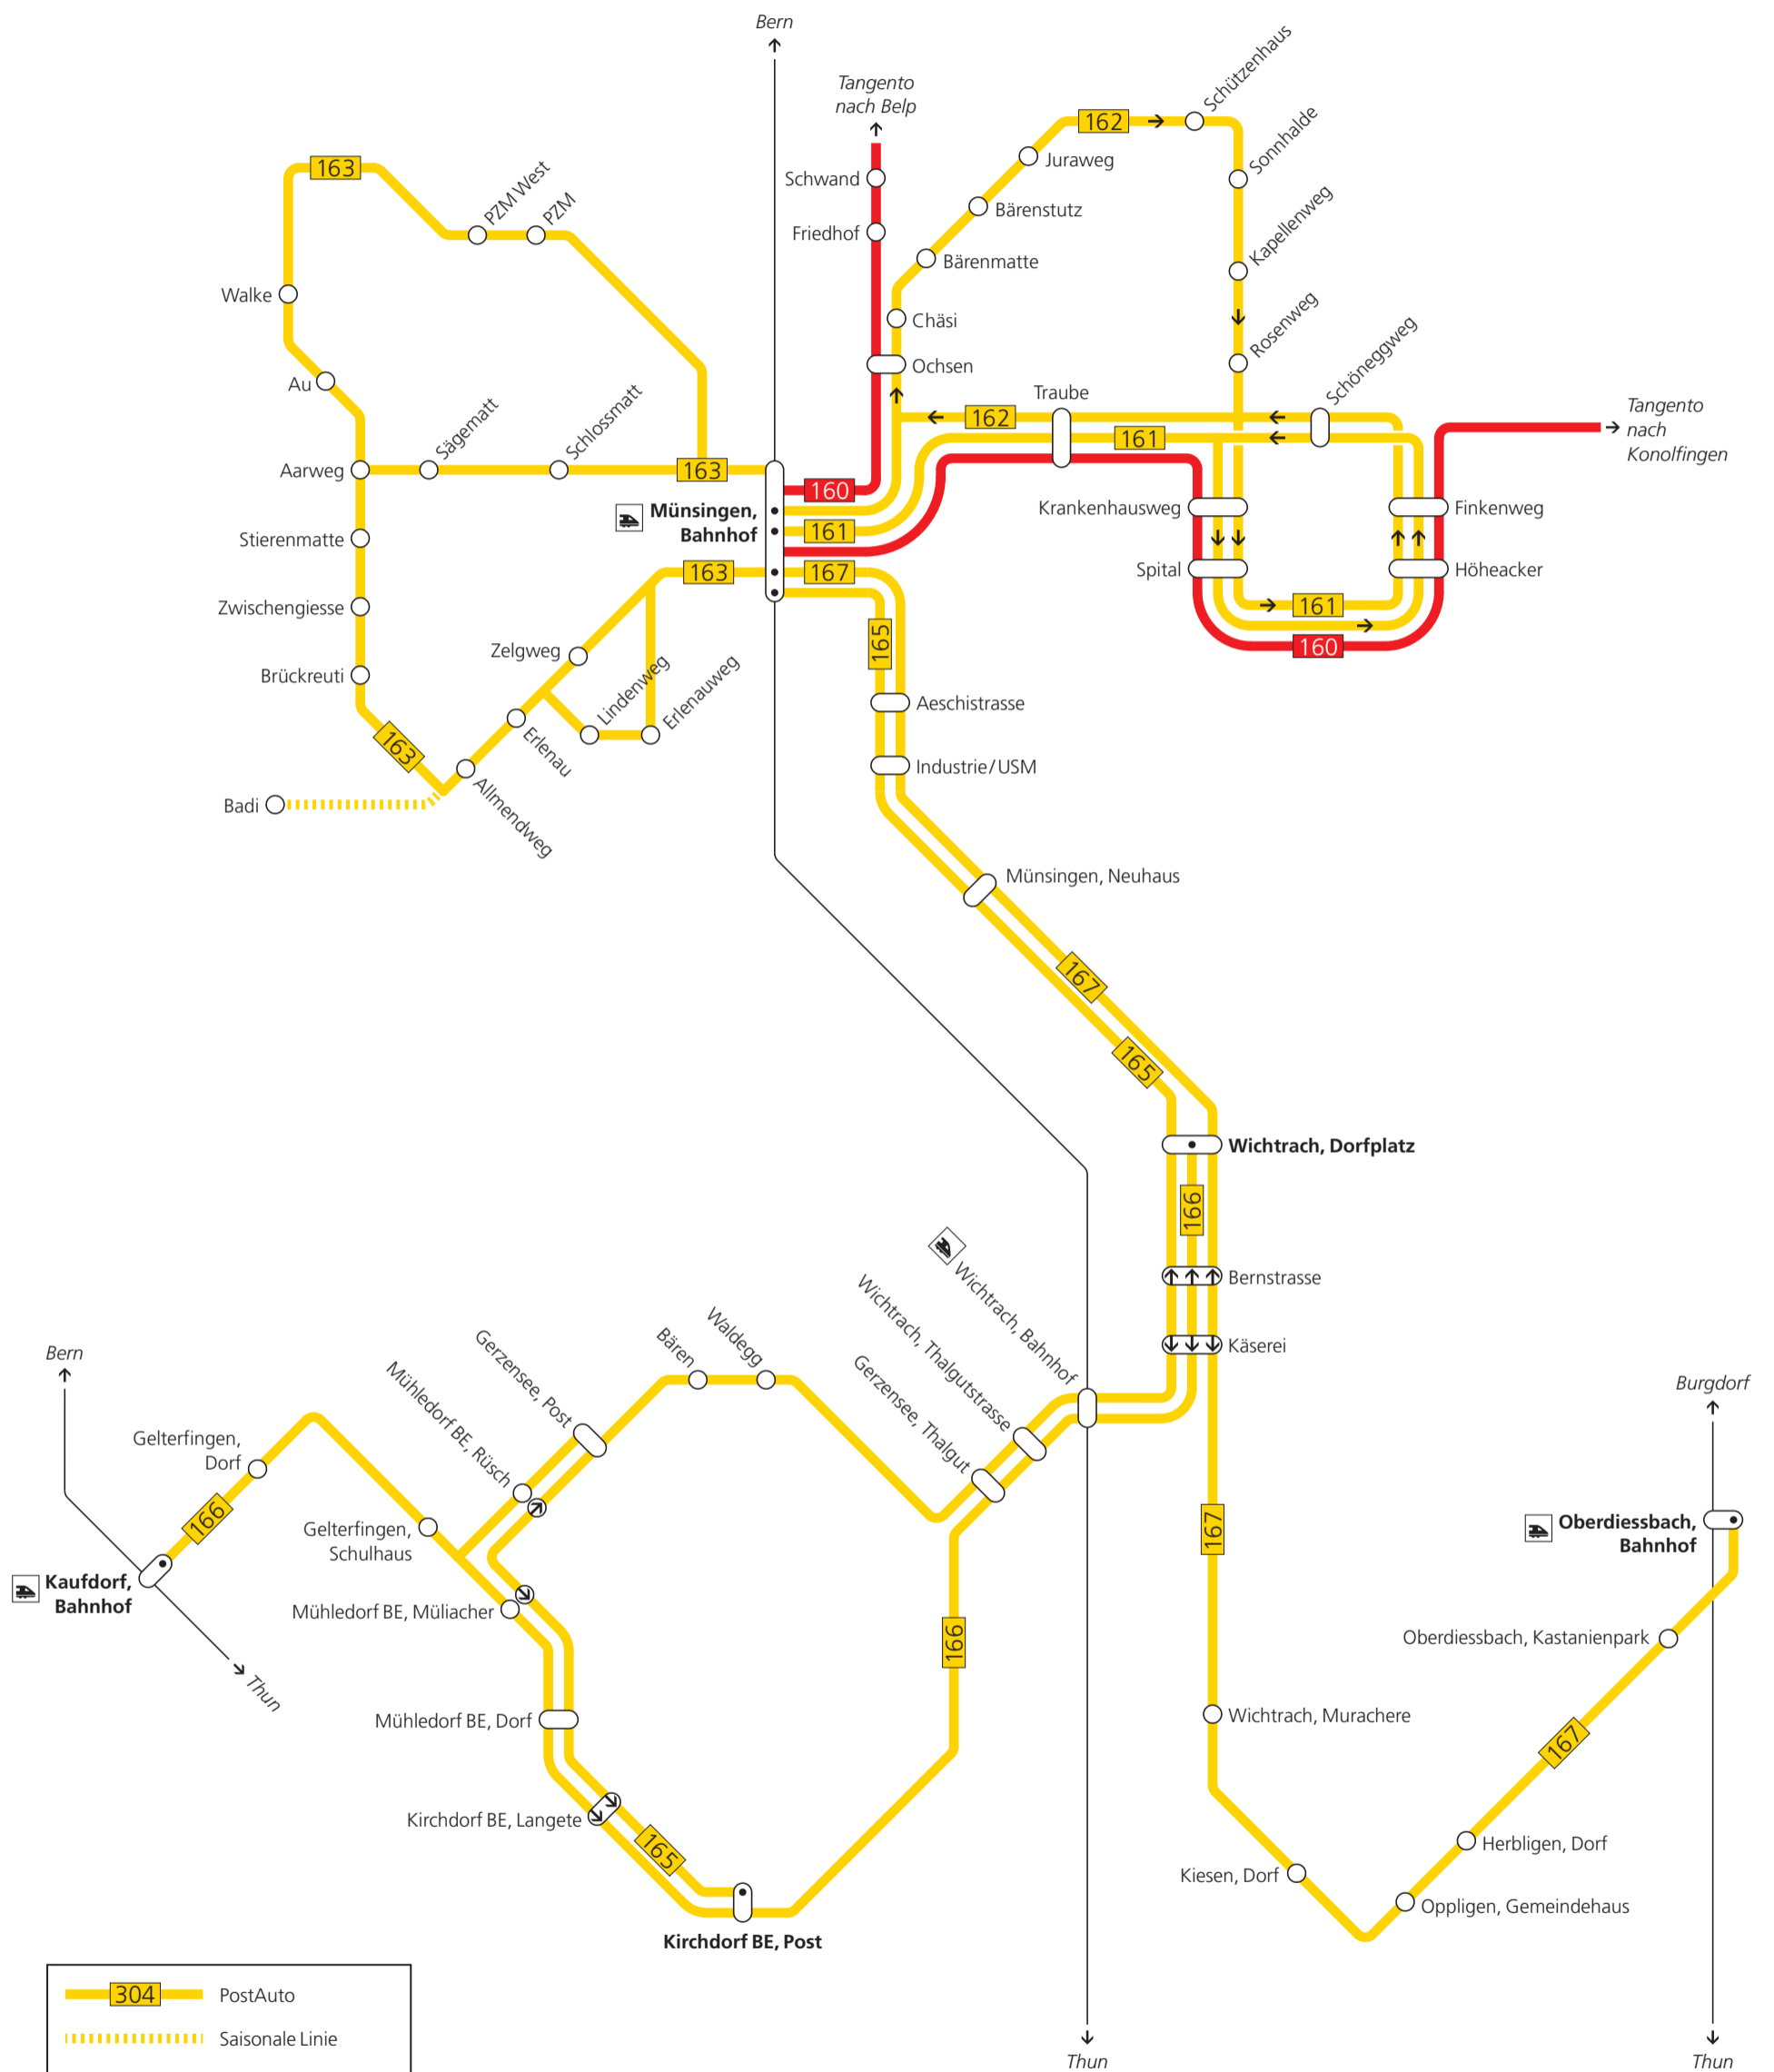 Bern
Tangento
nach Belp
Schwand
Friedhof
162
Schützenhaus
Juraweg
Sonnhalde
Bärenstutz
Bärenmatte
Kapellenweg
Chäsi
Ochsen
Rosenweg
Schöneggweg
Traube
162
161
Tangento
nach
Konolfingen
163
PZM West
PZM
Walke
Au
Aarweg
Sägematt
Schlossmatt
163
160
161
Münsingen,
Bahnhof
Krankenhausweg
Finkenweg
Spital
Höheacker
161
160
Stierenmatte
Zwischengiesse
Brückreuti
163
167
165
Zelgweg
Lindenweg
Erlenauweg
Erlenau
Allmendweg
163
Badi
Aeschistrasse
Industrie/USM
Münsingen, Neuhaus
167
165
Wichtrach, Dorfplatz
166
Bernstrasse
Käserei
Wichtrach, Bahnhof
Wichtrach, Thalgutstrasse
Gerzensee, Thalgut
Waldegg
Bären
Gerzensee, Post
Mühledorf BE, Rüsch
Bern
Gelterfingen,
Dorf
166
Gelterfingen,
Schulhaus
Kaufdorf,
Bahnhof
Thun
Mühledorf BE, Müliacher
Mühledorf BE, Dorf
Kirchdorf BE, Langete
165
166
Kirchdorf BE, Post
167
Burgdorf
Oberdiessbach,
Bahnhof
Oberdiessbach, Kastanienpark
Wichtrach, Murachere
167
Herbligen, Dorf
Kiesen, Dorf
Oppligen, Gemeindehaus
304
PostAuto
Saisonale Linie
Thun
Thun